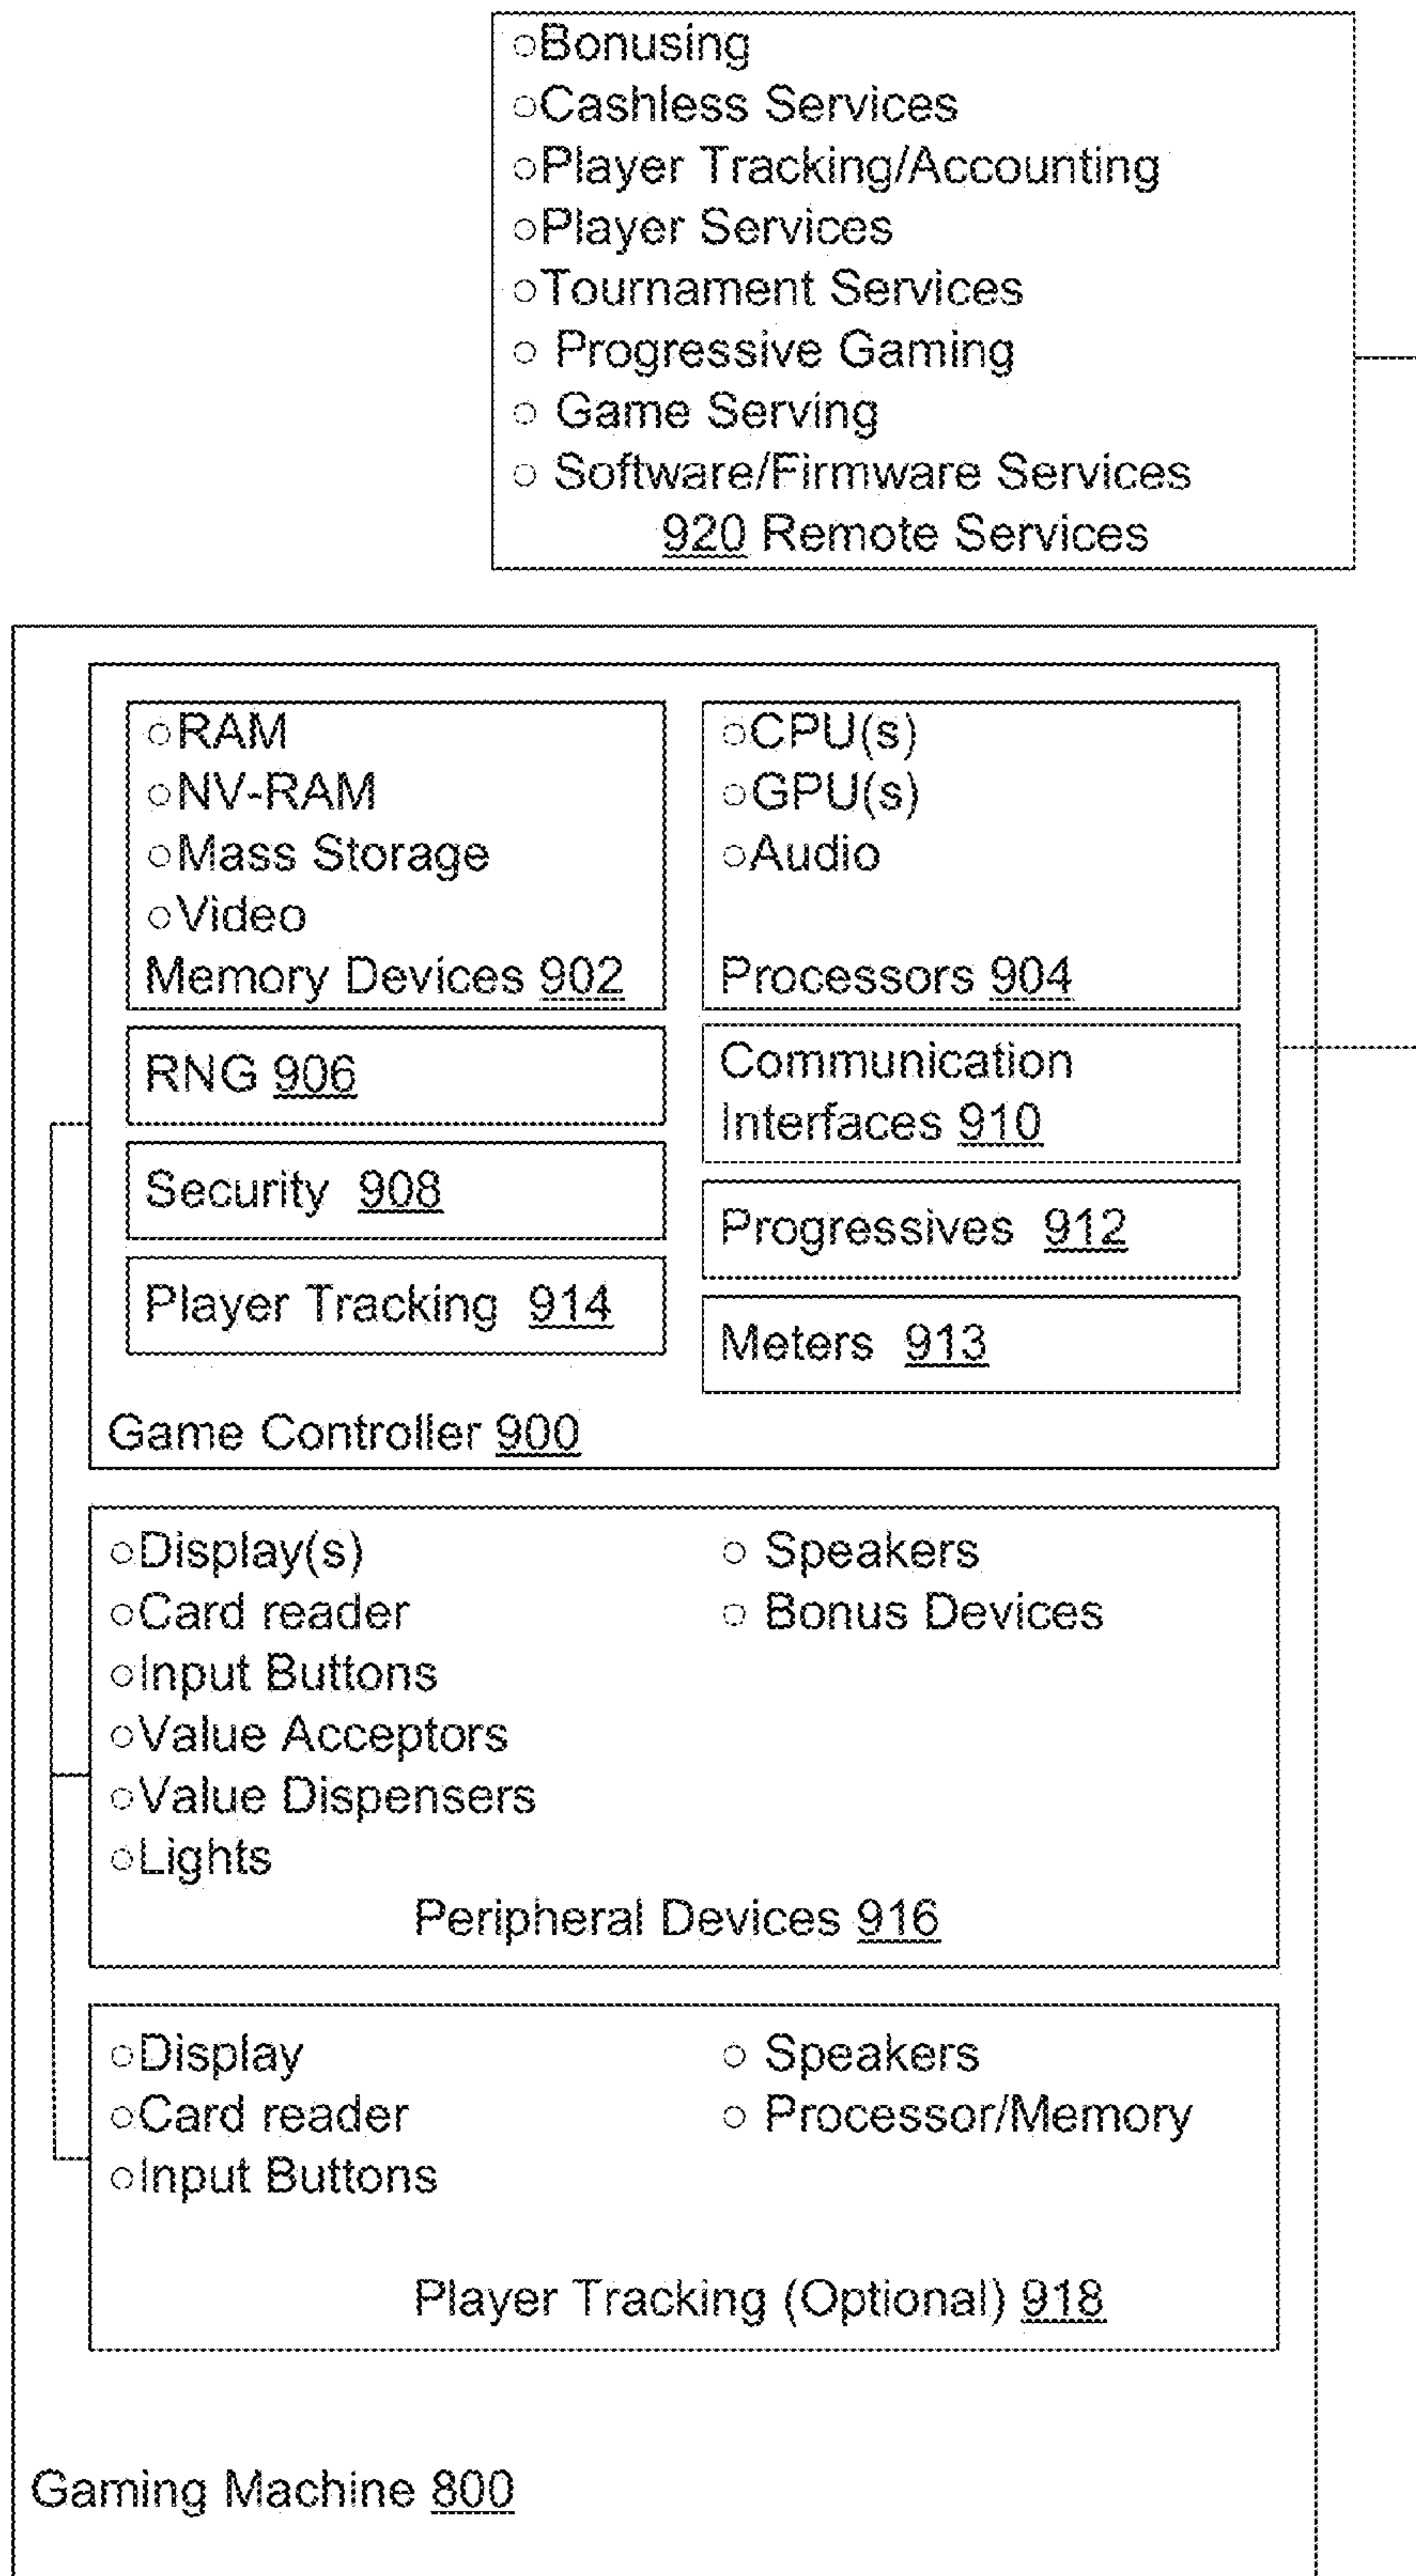 ○Bonusing
○Cashless Services
○Player Tracking/Accounting
○Player Services
○Tournament Services
○ Progressive Gaming
○ Game Serving
○ Software/Firmware Services
920 Remote Services
○RAM
○NV-RAM
○Mass Storage
○Video
Memory Devices 902
○CPU(s)
○GPU(s)
○Audio
Processors 904
RNG 906
Security 908
Player Tracking 914
Communication
Interfaces 910
Progressives 912
Meters 913
Game Controller 900
○Display(s)
○Card reader
○Input Buttons
○Value Acceptors
○Value Dispensers
○Lights
○ Speakers
○ Bonus Devices
Peripheral Devices 916
○Display
○Card reader
○Input Buttons
○ Speakers
○ Processor/Memory
Player Tracking (Optional) 918
Gaming Machine 800